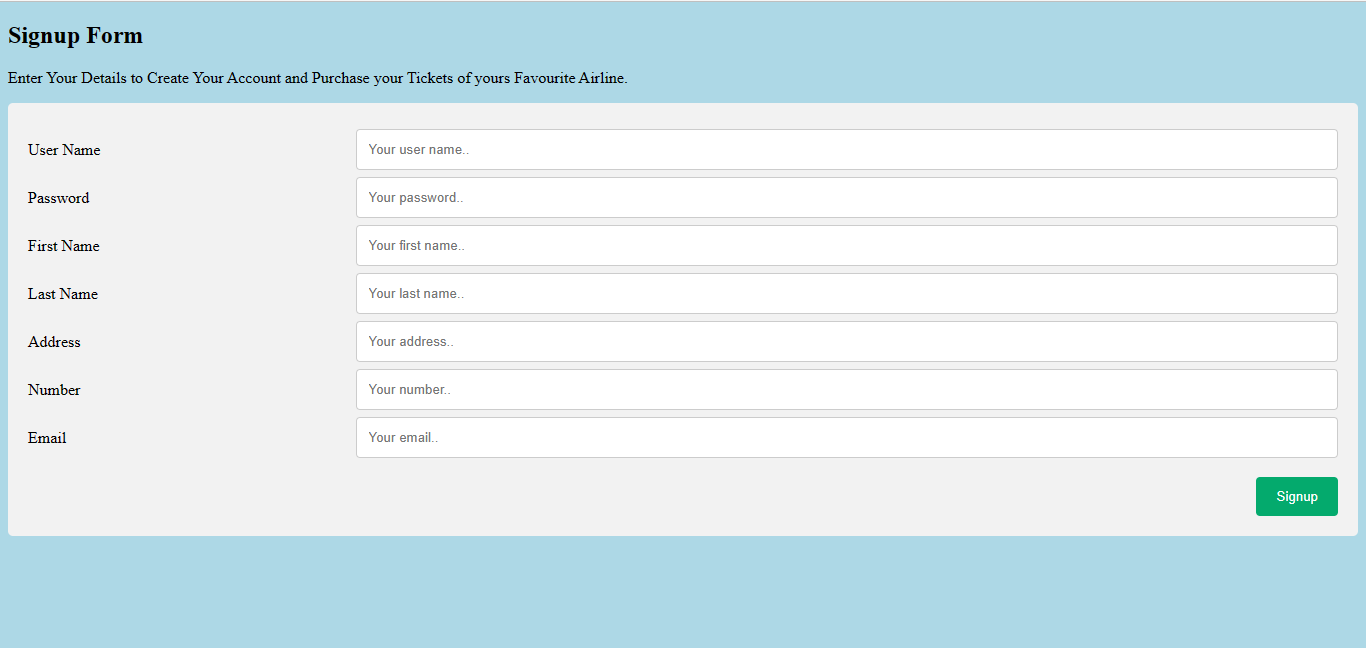 Signup Form
Enter Your Details to Create Your Account and Purchase your Tickets of yours Favourite Airline.
User Name Your user name..
Password Your password..
First Name Your first name..
Last Name Your last name..
Address Your address..
Number Your number..
Email Your email..
Signup